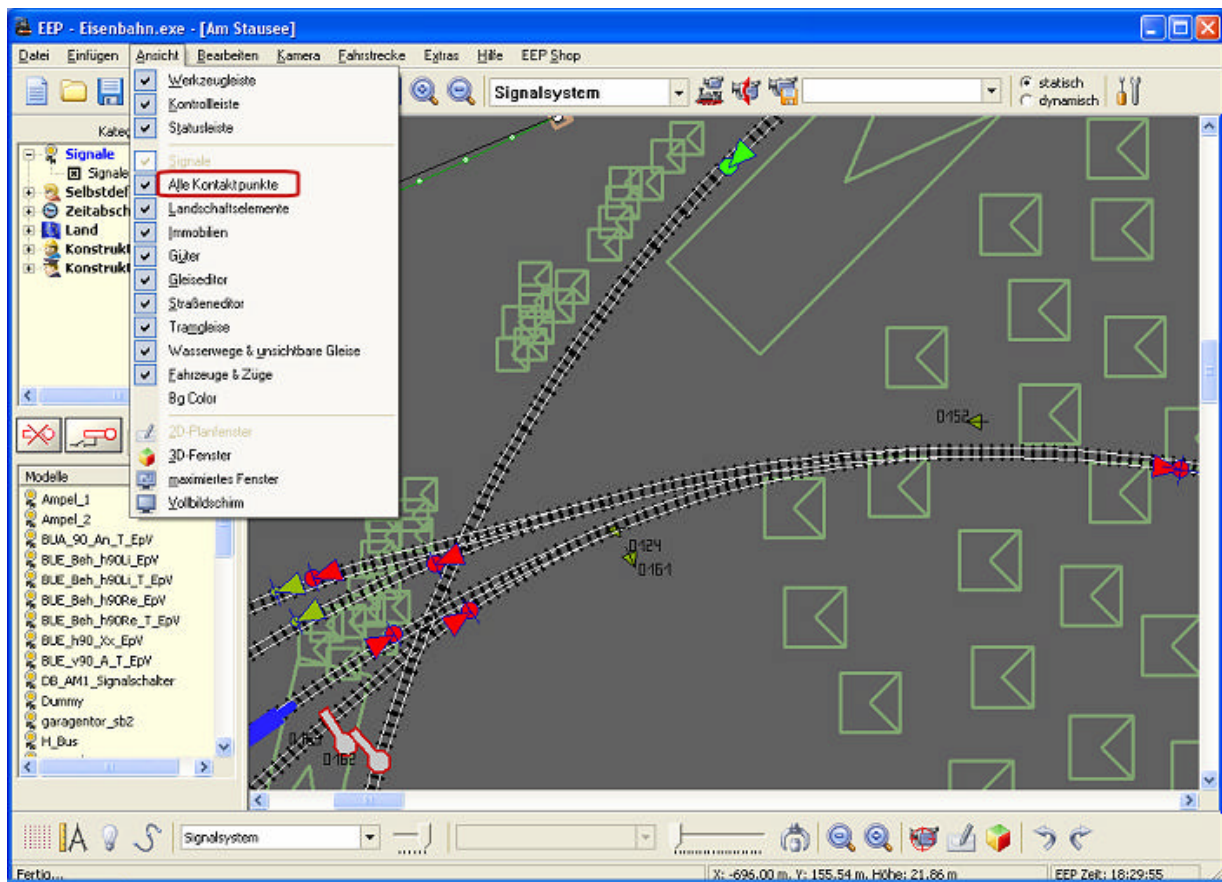 EEP - Eisenbahn.exe - [Am Stausee]
Datei Einfügen Ansicht Bearbeiten Kamera Fahrstrecke Extras Hilfe EEP Shop
Signalsystem
statisch
dynamisch
Werkzeugleiste
Kontrolleiste
Statusleiste
Signale
Alle Kontaktpunkte
Landschaftselemente
Immobilien
Güter
Gleiseditor
Straßeneditor
Tramgleise
Wasserwege & unsichtbare Gleise
Fahrzeuge & Züge
Bg Color
2D-Planfenster
3D-Fenster
maximiertes Fenster
Vollbildschirm
Kateg
Signale
Signale
Selbstdef
Zeitabsch
Land
Konstrukt
Konstrukt
Modelle
Ampel_1
Ampel_2
BUA_90_An_T_EpV
BUE_Beh_h90Li_EpV
BUE_Beh_h90Li_T_EpV
BUE_Beh_h90Re_EpV
BUE_Beh_h90Re_T_EpV
BUE_h90_Xx_EpV
BUE_v90_A_T_EpV
DB_AM1_Signalschalter
Dummy
garagentor_sb2
H_Bus
0152
0124
0161
0162
Signalsystem
Fertig...
X: -696.00 m, Y: 155.54 m, Höhe: 21.86 m
EEP Zeit: 18:29:55